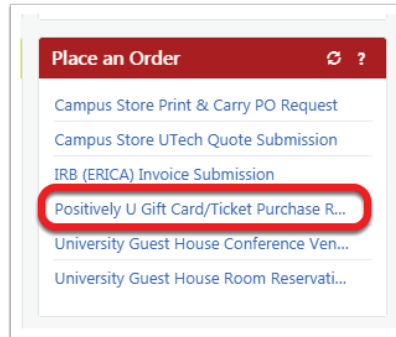 Place an Order ?
Campus Store Print & Carry PO Request
Campus Store UTech Quote Submission
IRB (ERICA) Invoice Submission
Positively U Gift Card/Ticket Purchase R...
University Guest House Conference Ven...
University Guest House Room Reservati...